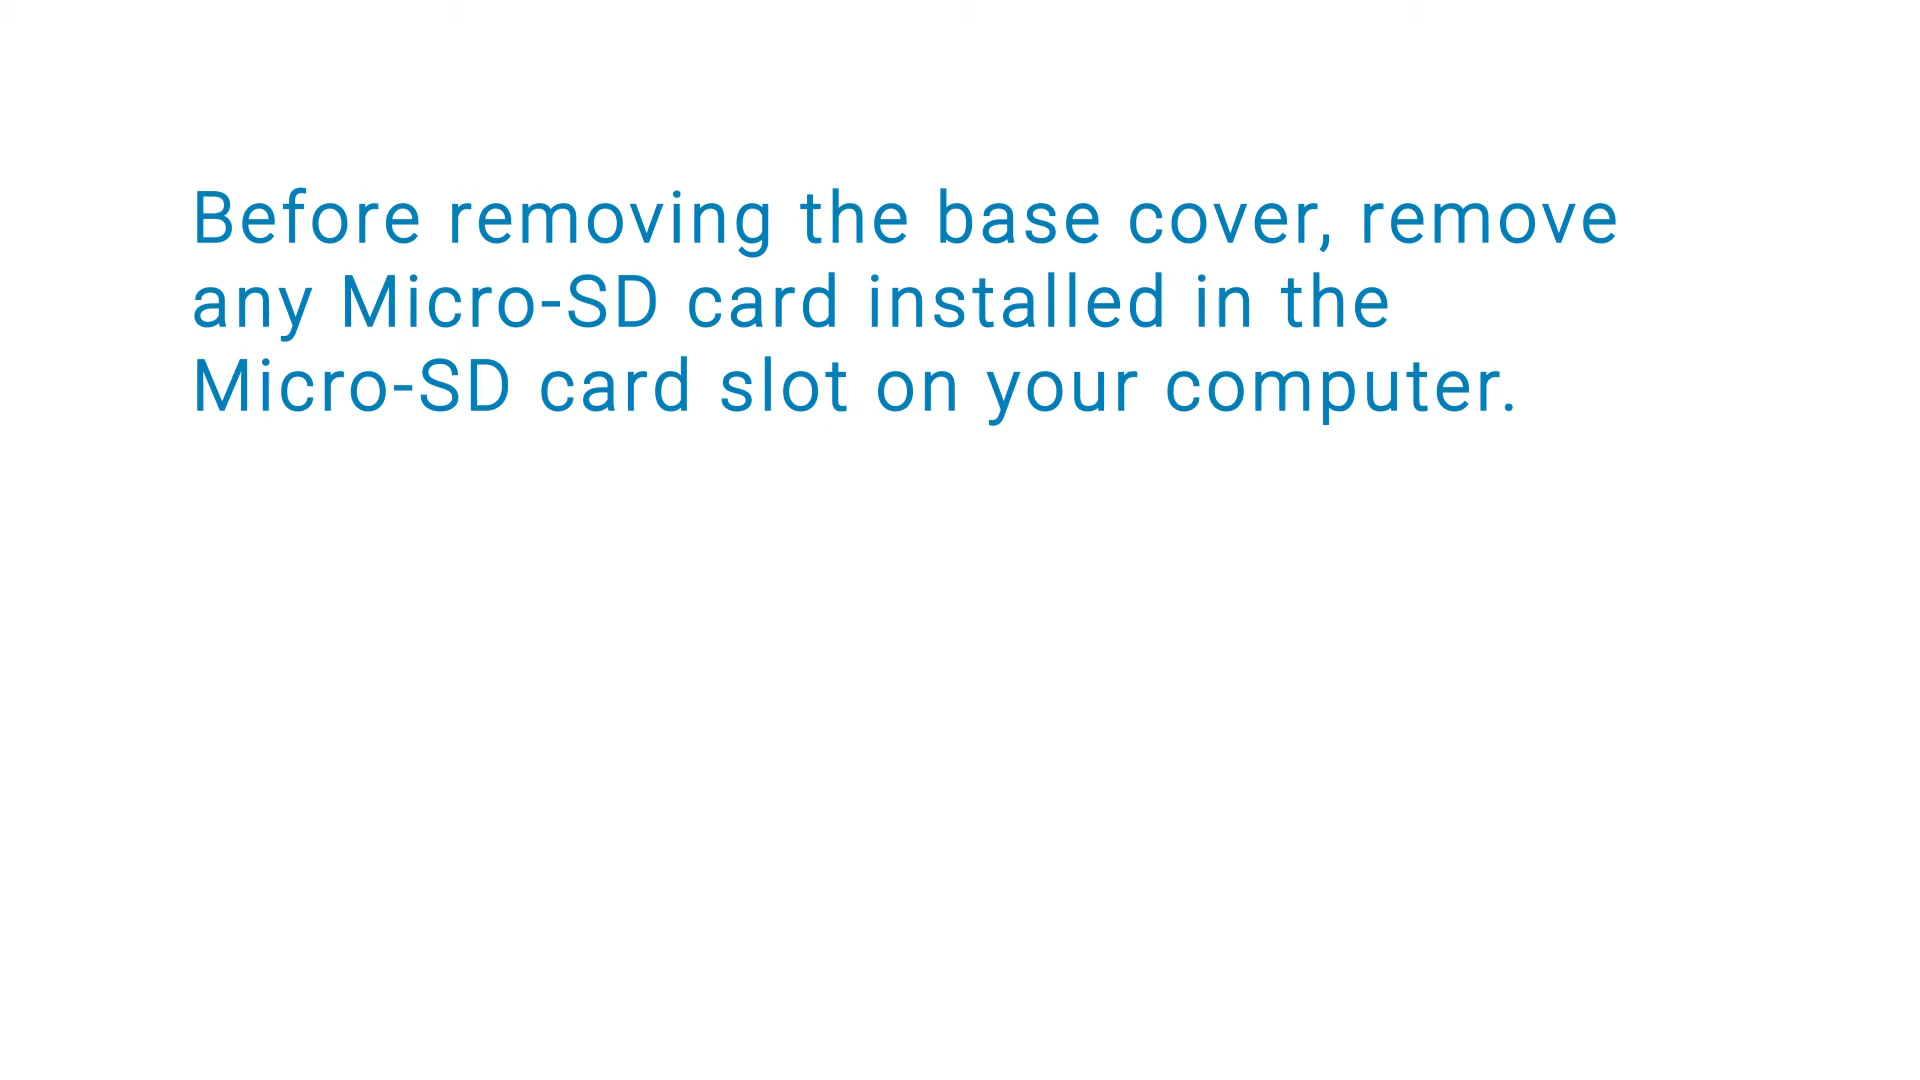 Before removing the base cover, remove
any Micro-SD card installed in the
Micro-SD card slot on your computer.